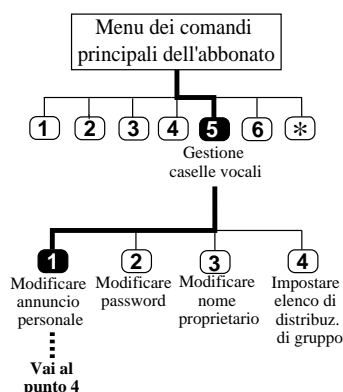 Menu dei comandi
principali dell'abbonato
1 2 3 4 5 6 *
Gestione
caselle vocali
1 2 3 4
Modificare
annuncio
personale
Modificare
password
Modificare
nome
proprietario
Impostare
elenco di
distribuz.
di gruppo
Vai al
punto 4